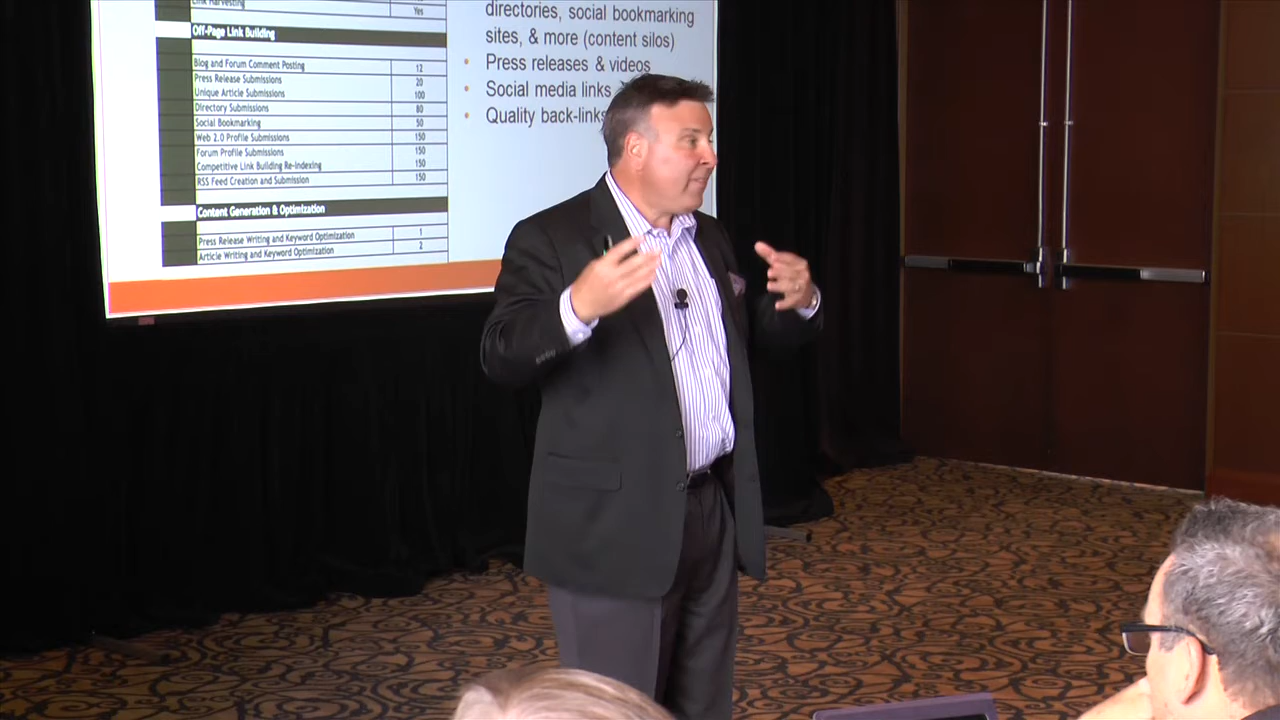 Link Harvesting
Yes
Off-Page Link Building
Blog and Forum Comment Posting 12
Press Release Submissions 20
Unique Article Submissions 100
Directory Submissions 80
Social Bookmarking 50
Web 2.0 Profile Submissions 150
Forum Profile Submissions 150
Competitive Link Building Re-Indexing 150
RSS Feed Creation and Submission 150
Content Generation & Optimization
Press Release Writing and Keyword Optimization 1
Article Writing and Keyword Optimization 2
directories, social bookmarking
sites, & more (content silos)
• Press releases & videos
• Social media links
• Quality back-links